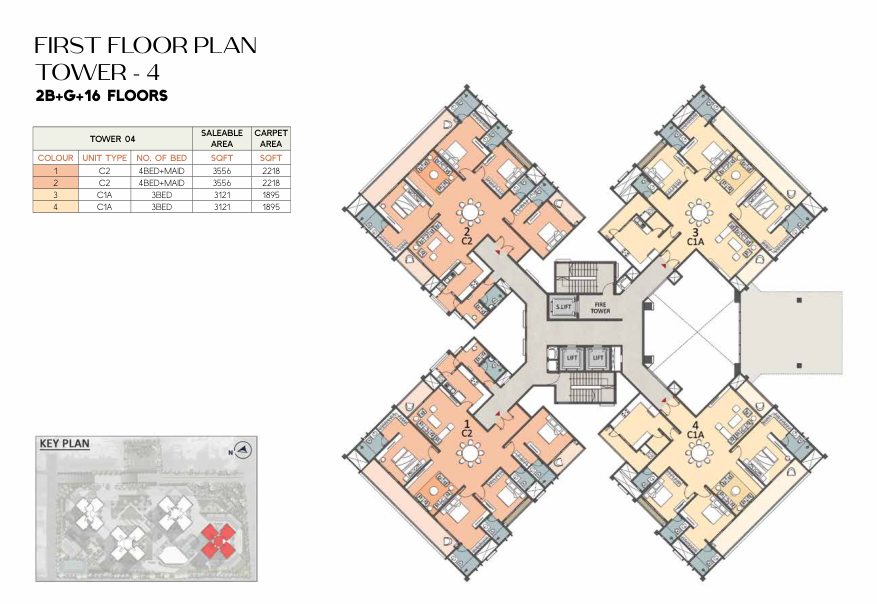 FIRST FLOOR PLAN
TOWER - 4
2B+G+16 FLOORS
TOWER 04 SALEABLE AREA CARPET AREA
COLOUR UNIT TYPE NO. OF BED SQFT SQFT
1 C2 4BED+MAID 3556 2218
2 C2 4BED+MAID 3556 2218
3 C1A 3BED 3121 1895
4 C1A 3BED 3121 1895
2
C2
3
C1A
S.LIFT
FIRE
TOWER
LIFT LIFT
1
C2
4
C1A
KEY PLAN
N